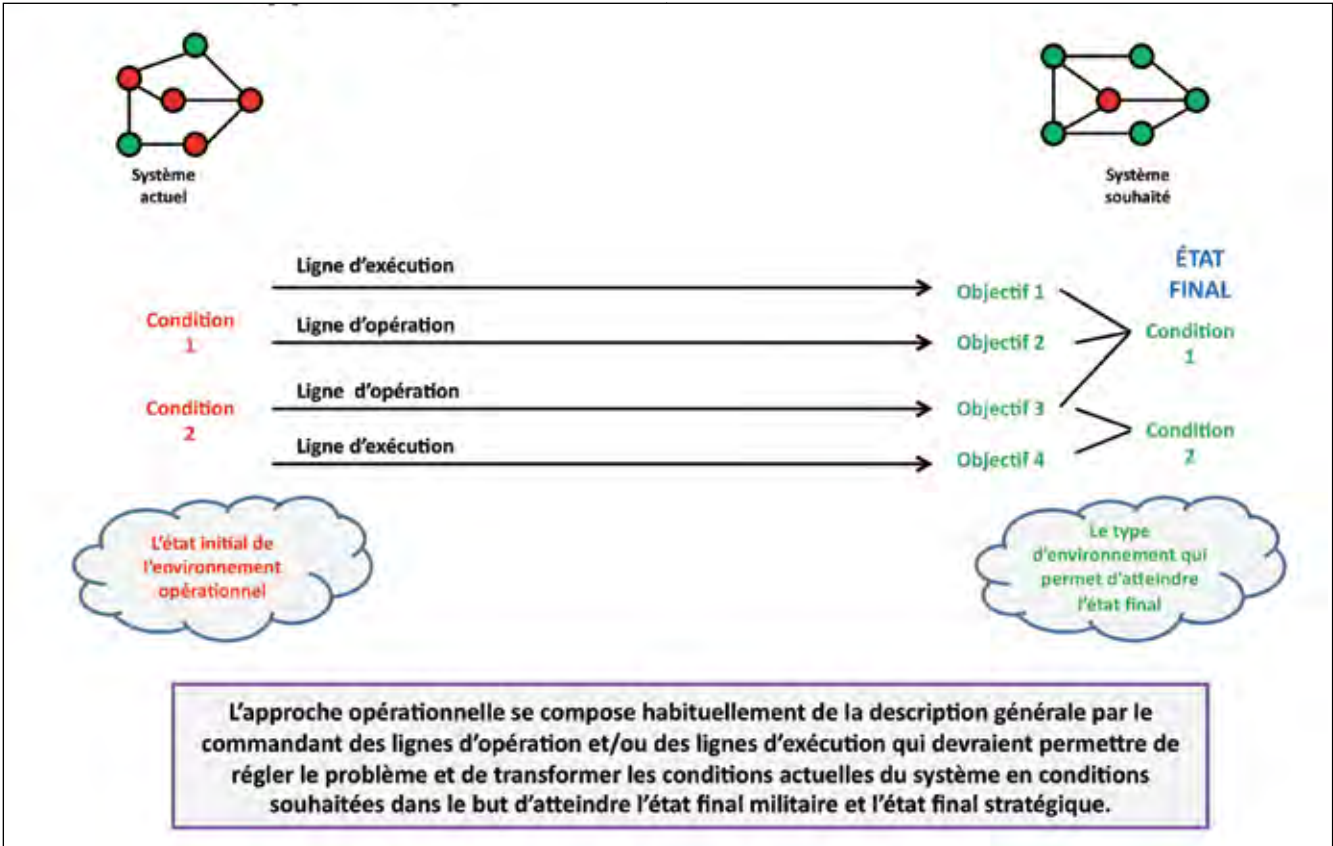 Système
actuel
Système
souhaité
Ligne d'exécution
Ligne d'opération
Ligne d'opération
Ligne d'exécution
Condition
1
Condition
2
Objectif 1
Objectif 2
Objectif 3
Objectif 4
ÉTAT
FINAL
Condition
1
Condition
2
L'état initial de
l'environnement
opérationnel
Le type
d'environnement qui
permet d'atteindre
l'état final
L'approche opérationnelle se compose habituellement de la description générale par le
commandant des lignes d'opération et/ou des lignes d'exécution qui devraient permettre de
régler le problème et de transformer les conditions actuelles du système en conditions
souhaitées dans le but d'atteindre l'état final militaire et l'état final stratégique.